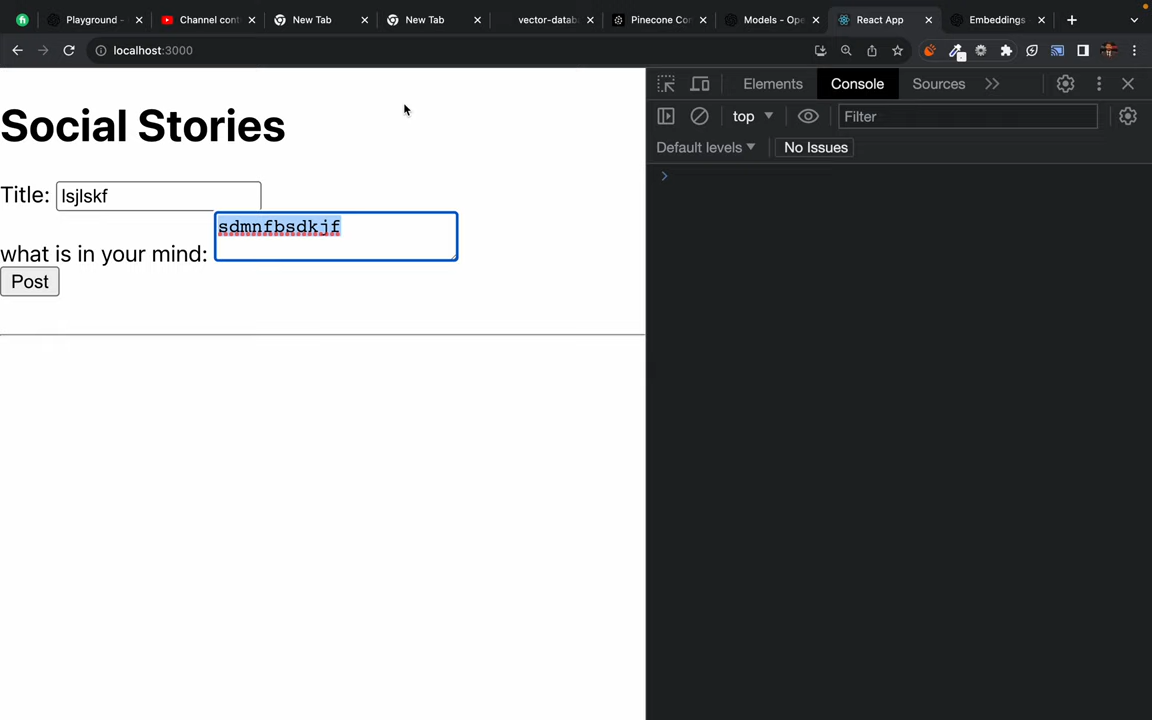 Playground -
Channel cont
New Tab
New Tab
vector-datab
Pinecone Con
Models - Ope
React App
Embeddings
localhost:3000
Elements
Console
Sources
top
Filter
Default levels
No Issues
Social Stories
Title: lsjlskf
what is in your mind: sdmnfbsdkjf
Post